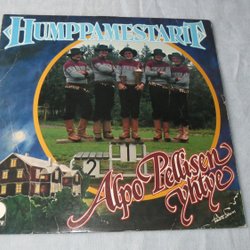 HUMPPAMESTARIT
2 1
Alpo Pellisen
yhtye